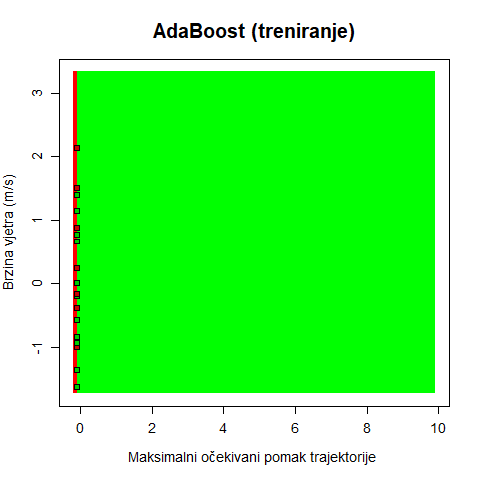 AdaBoost (treniranje)
Brzina vjetra (m/s)
3
2
1
0
-1
0 2 4 6 8 10
Maksimalni očekivani pomak trajektorije